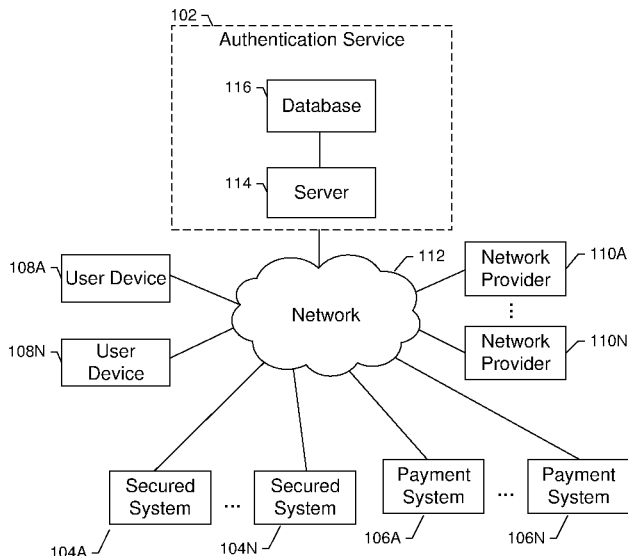 102
Authentication Service
116
Database
114
Server
112
Network
108A
User Device
108N
User
Device
Network
Provider
110A
⋮
Network
Provider
110N
Secured
System
104A
...
Secured
System
104N
Payment
System
106A
...
Payment
System
106N